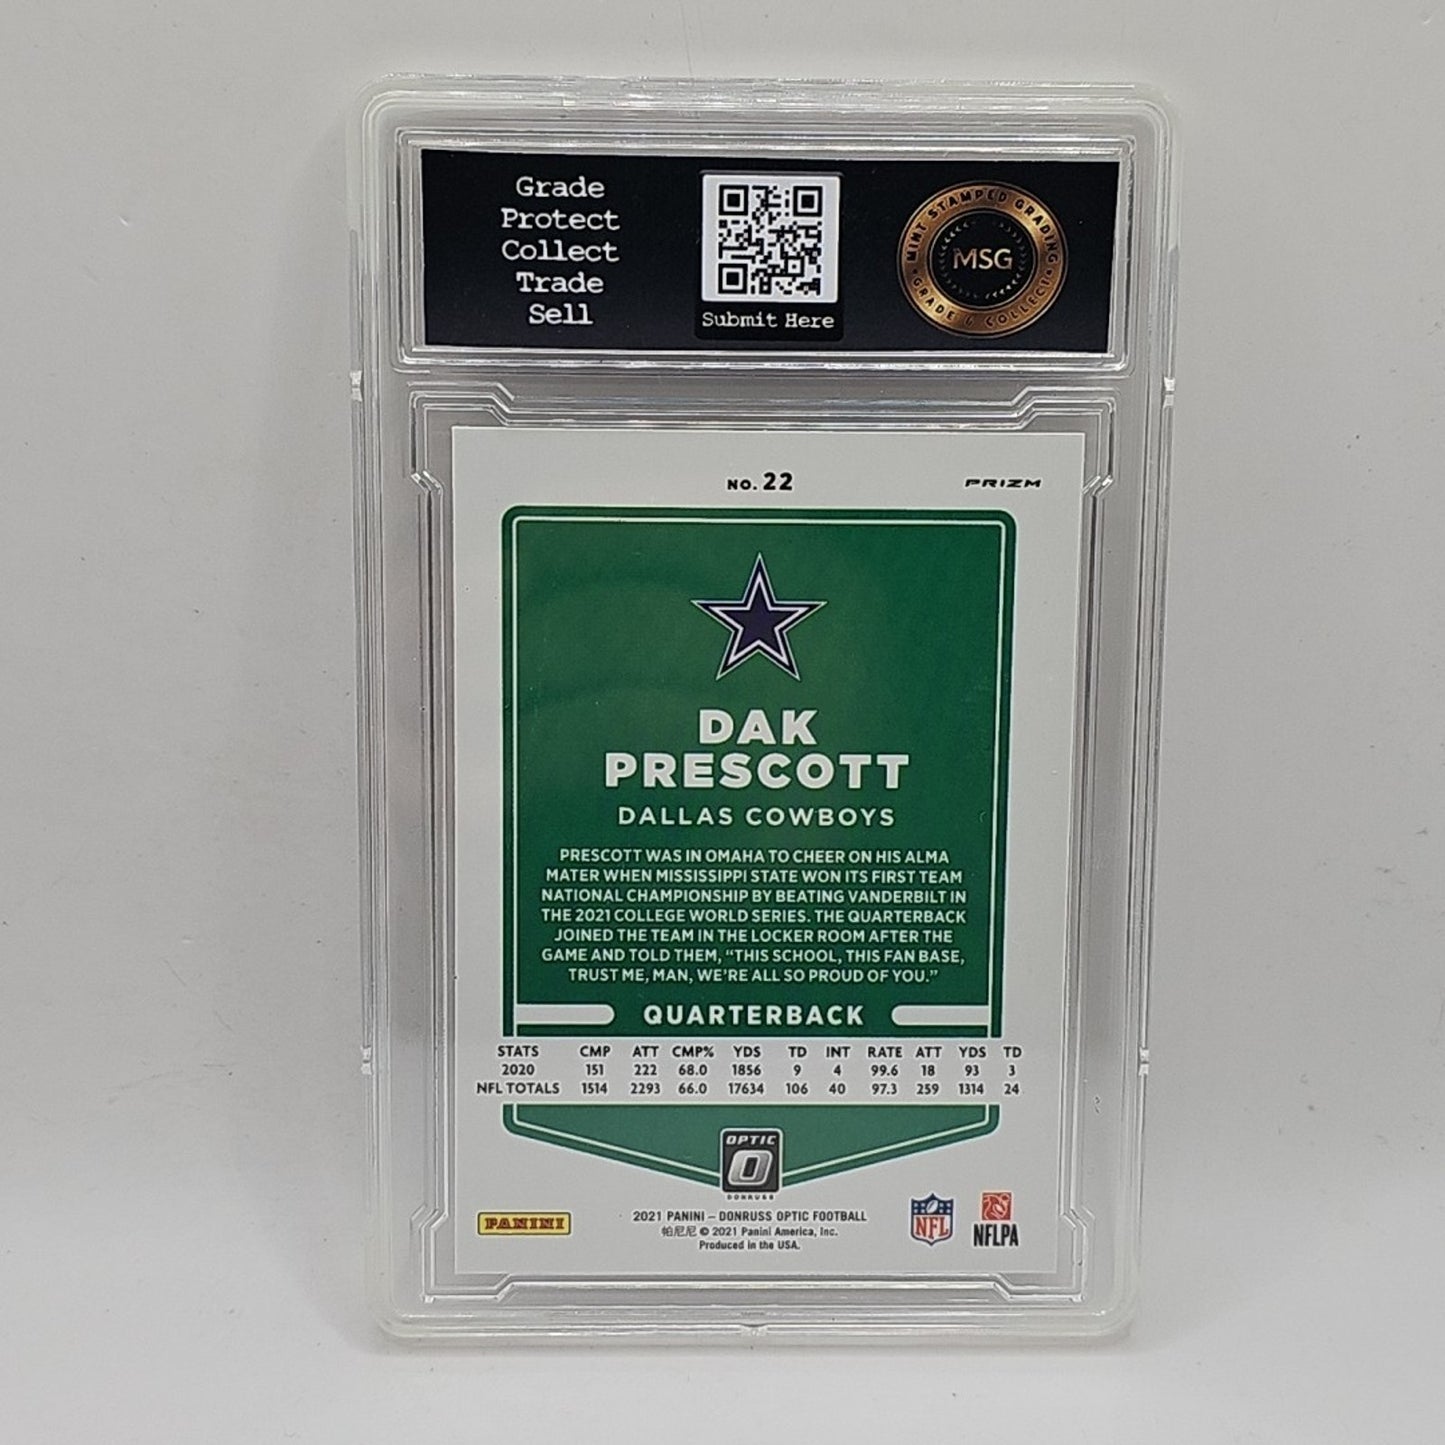 Grade
Protect
Collect
Trade
Sell
Submit Here
MINT STAMPED GRADING
MSG
GRADE & COLLECT
NO. 22
PRIZM
DAK
PRESCOTT
DALLAS COWBOYS
PRESCOTT WAS IN OMAHA TO CHEER ON HIS ALMA
MATER WHEN MISSISSIPPI STATE WON ITS FIRST TEAM
NATIONAL CHAMPIONSHIP BY BEATING VANDERBILT IN
THE 2021 COLLEGE WORLD SERIES. THE QUARTERBACK
JOINED THE TEAM IN THE LOCKER ROOM AFTER THE
GAME AND TOLD THEM, “THIS SCHOOL, THIS FAN BASE,
TRUST ME, MAN, WE’RE ALL SO PROUD OF YOU.”
QUARTERBACK
STATS CMP ATT CMP% YDS TD INT RATE ATT YDS TD
2020 151 222 68.0 1856 9 4 99.6 18 93 3
NFL TOTALS 1514 2293 66.0 17634 106 40 97.3 259 1314 24
OPTIC
O
DONRUSS
PANINI
2021 PANINI – DONRUSS OPTIC FOOTBALL
帕尼尼 © 2021 Panini America, Inc.
Produced in the USA.
NFL
NFLPA